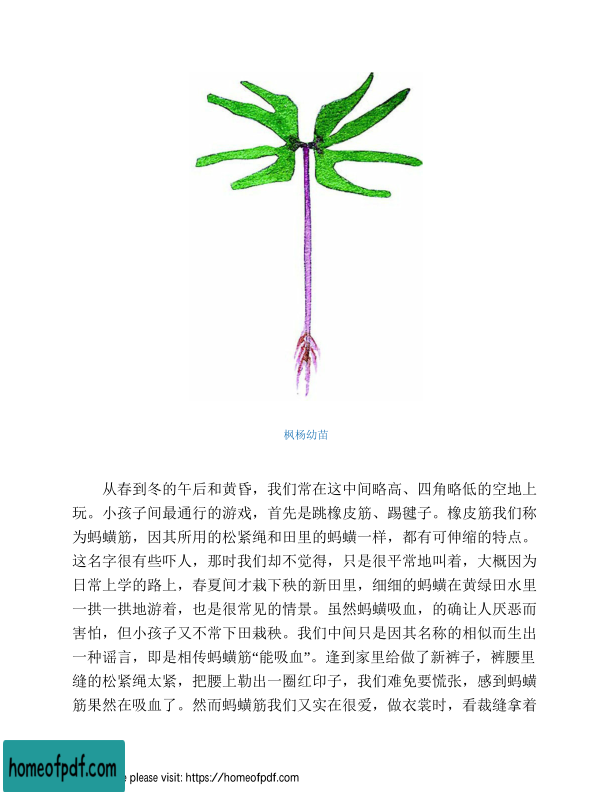 枫杨幼苗
从春到冬的午后和黄昏，我们常在这中间略高、四角略低的空地上
玩。小孩子间最通行的游戏，首先是跳橡皮筋、踢毽子。橡皮筋我们称
为蚂蟥筋，因其所用的松紧绳和田里的蚂蟥一样，都有可伸缩的特点。
这名字很有些吓人，那时我们却不觉得，只是很平常地叫着，大概因为
日常上学的路上，春夏间才栽下秧的新田里，细细的蚂蟥在黄绿田水里
一拱一拱地游着，也是很常见的情景。虽然蚂蟥吸血，的确让人厌恶而
害怕，但小孩子又不常下田栽秧。我们中间只是因其名称的相似而生出
一种谣言，即是相传蚂蟥筋“能吸血”。逢到家里给做了新裤子，裤腰里
缝的松紧绳太紧，把腰上勒出一圈红印子，我们难免要慌张，感到蚂蟥
筋果然在吸血了。然而蚂蟥筋我们又实在很爱，做衣裳时，看裁缝拿着
homeofpdf.com
e please visit: https://homeofpdf.com